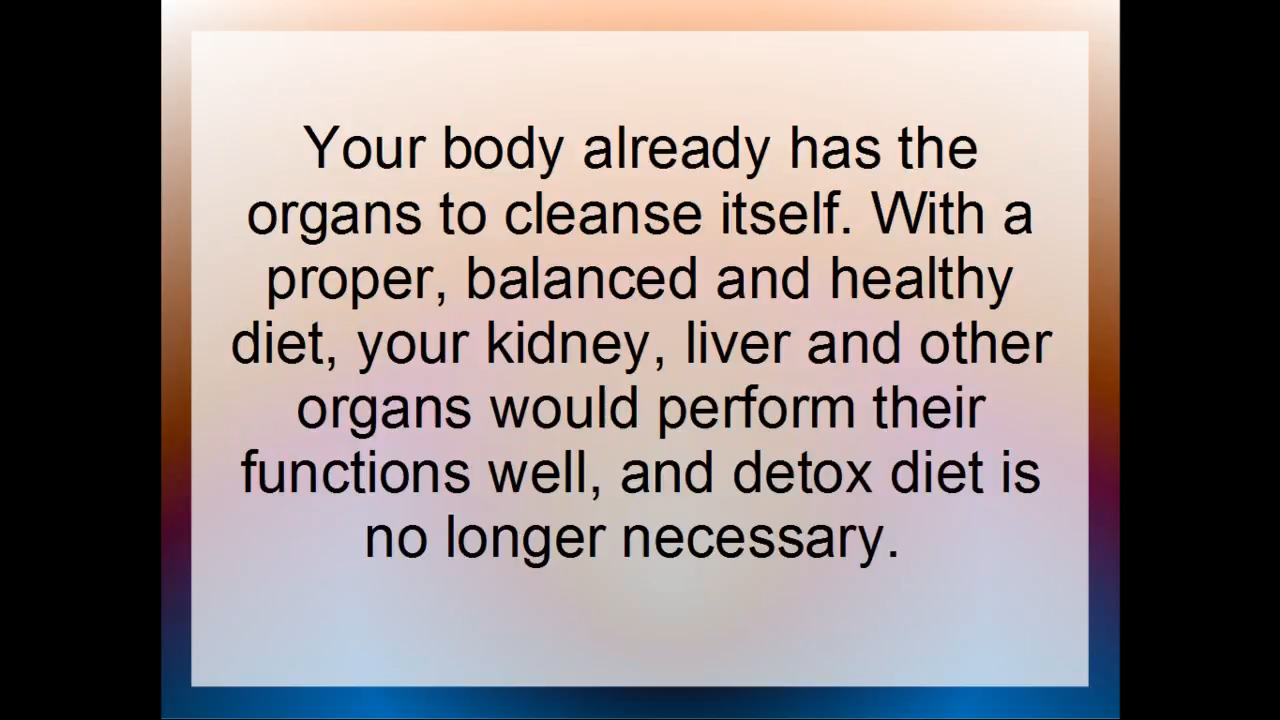 Your body already has the
organs to cleanse itself. With a
proper, balanced and healthy
diet, your kidney, liver and other
organs would perform their
functions well, and detox diet is
no longer necessary.